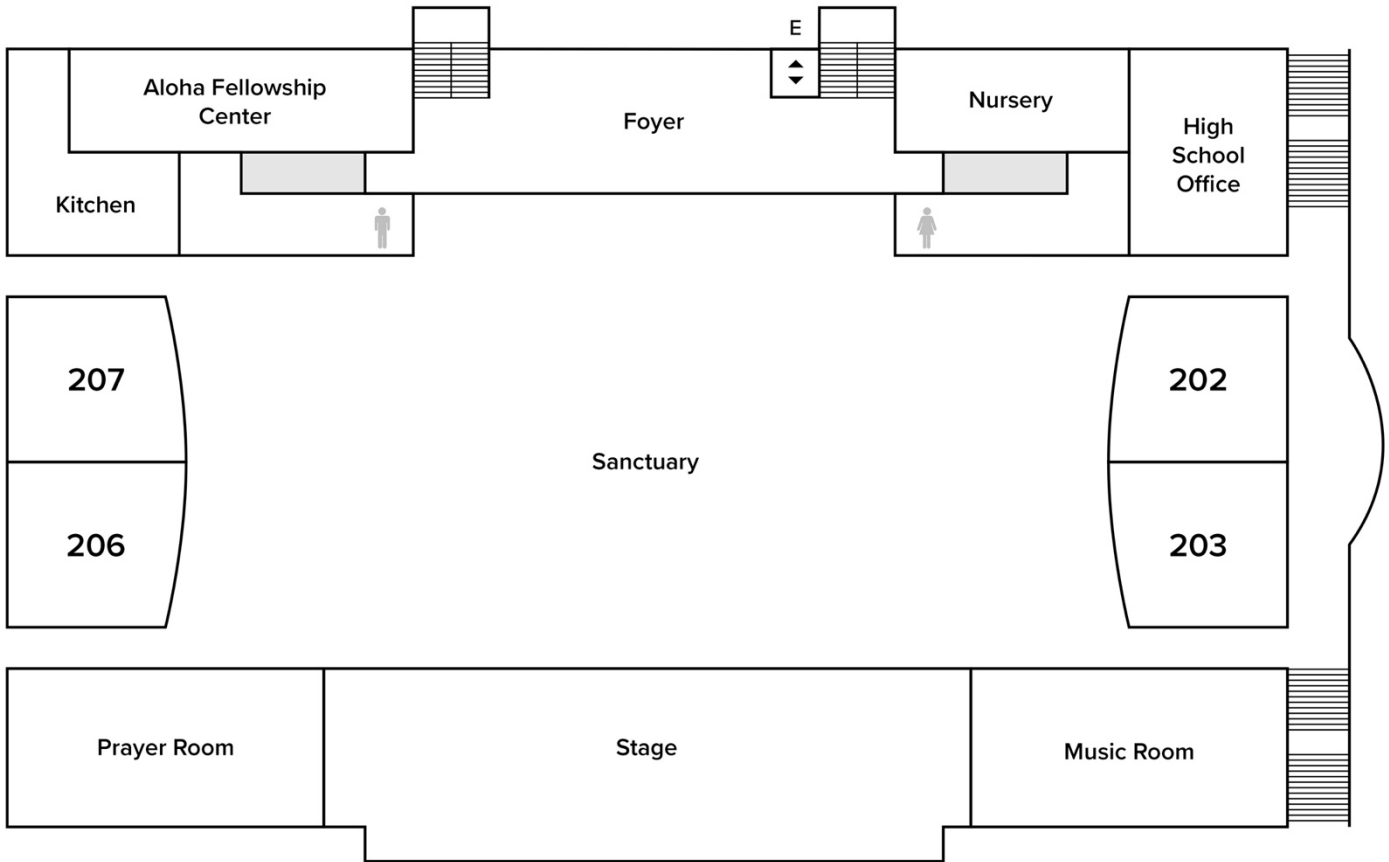 E
Aloha Fellowship
Center
Foyer
Nursery
High
School
Office
Kitchen
207
202
Sanctuary
206
203
Prayer Room
Stage
Music Room